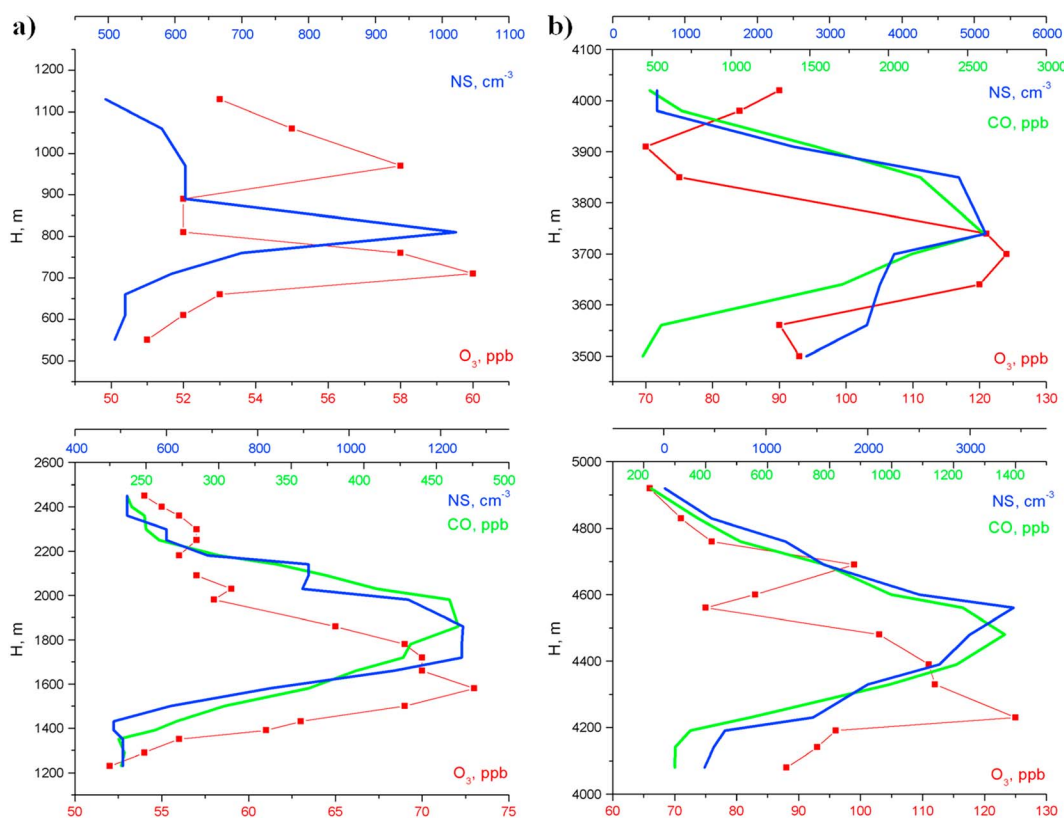 a)
500 600 700 800 900 1000 1100
1200
1100
1000
900
800
700
600
500
H, m
NS, cm⁻³
O₃, ppb
50 52 54 56 58 60
b)
0 1000 2000 3000 4000 5000 6000
500 1000 1500 2000 2500 3000
4100
4000
3900
3800
3700
3600
3500
H, m
NS, cm⁻³
CO, ppb
O₃, ppb
70 80 90 100 110 120 130
400 600 800 1000 1200
250 300 350 400 450 500
2600
2400
2200
2000
1800
1600
1400
1200
H, m
NS, cm⁻³
CO, ppb
O₃, ppb
50 55 60 65 70 75
0 1000 2000 3000
200 400 600 800 1000 1200 1400
5000
4800
4600
4400
4200
4000
H, m
NS, cm⁻³
CO, ppb
O₃, ppb
60 70 80 90 100 110 120 130